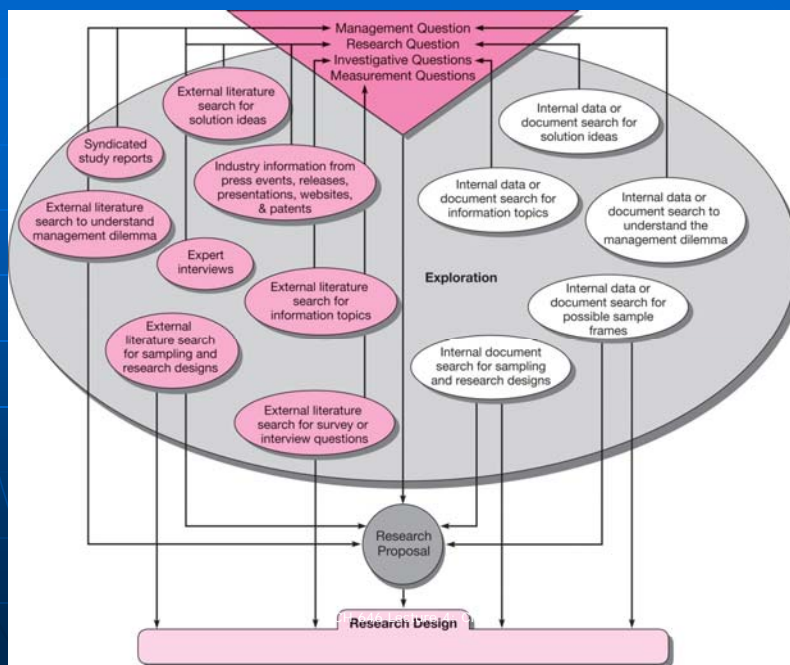 Management Question
Research Question
Investigative Questions
Measurement Questions
External literature
search for
solution ideas
Syndicated
study reports
Industry information from
press events, releases,
presentations, websites,
& patents
External literature
search to understand
management dilemma
Expert
interviews
External literature
search for
information topics
External
literature search
for sampling and
research designs
External literature
search for survey or
interview questions
Internal data or
document search for
solution ideas
Internal data or
document search for
information topics
Internal data or
document search to
understand the
management dilemma
Exploration
Internal data or
document search for
possible sample
frames
Internal document
search for sampling
and research designs
Research
Proposal
Research Design